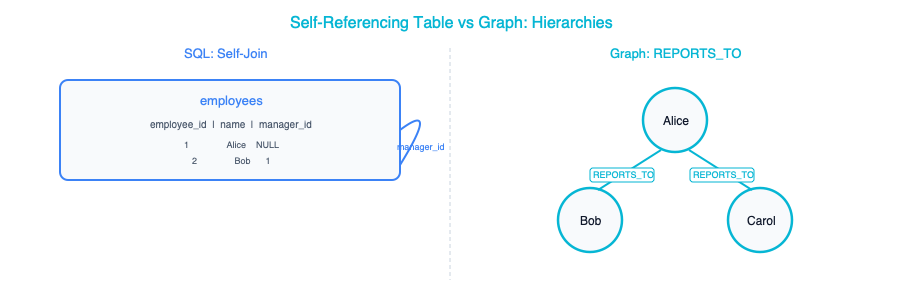 Self-Referencing Table vs Graph: Hierarchies
SQL: Self-Join
employees
employee_id | name | manager_id
1 Alice NULL
2 Bob 1
manager_id
Graph: REPORTS_TO
Alice
REPORTS_TO
REPORTS_TO
Bob
Carol